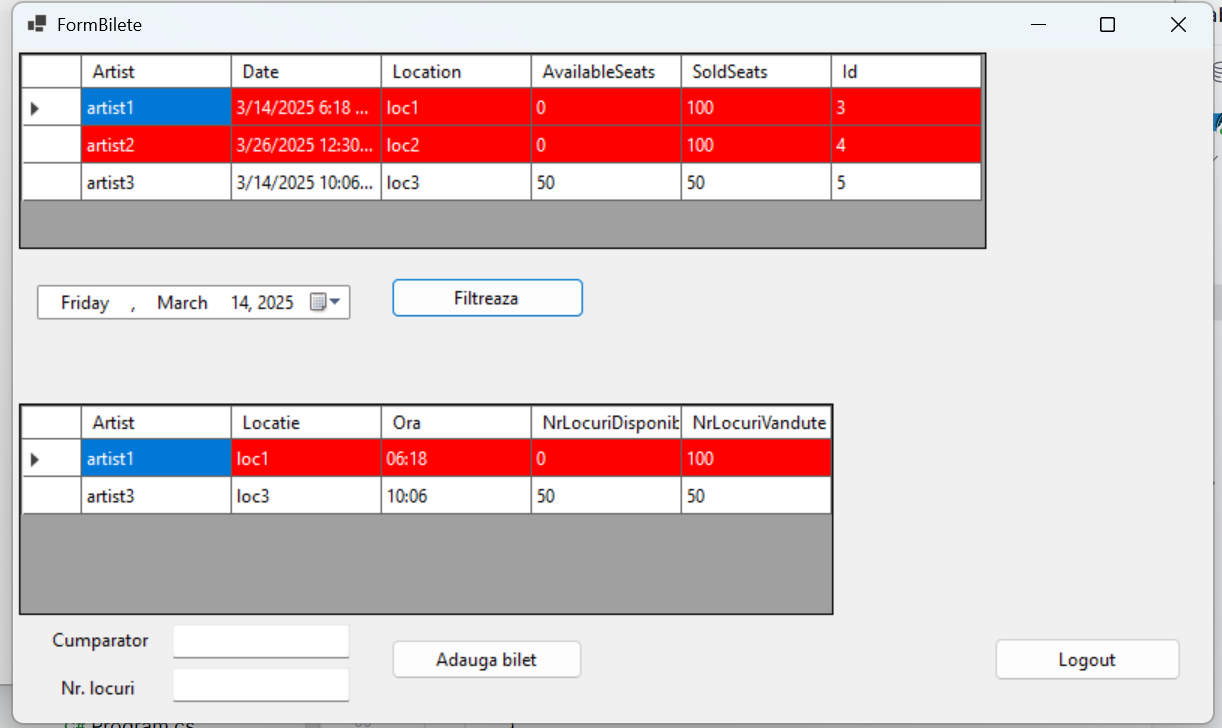 FormBilete
Artist Date Location AvailableSeats SoldSeats Id
artist1 3/14/2025 6:18 ... loc1 0 100 3
artist2 3/26/2025 12:30... loc2 0 100 4
artist3 3/14/2025 10:06... loc3 50 50 5
Friday , March 14, 2025 Filtreaza
Artist Locatie Ora NrLocuriDisponib NrLocuriVandute
artist1 loc1 06:18 0 100
artist3 loc3 10:06 50 50
Cumparator
Adauga bilet Logout
Nr. locuri
C# Program.cs